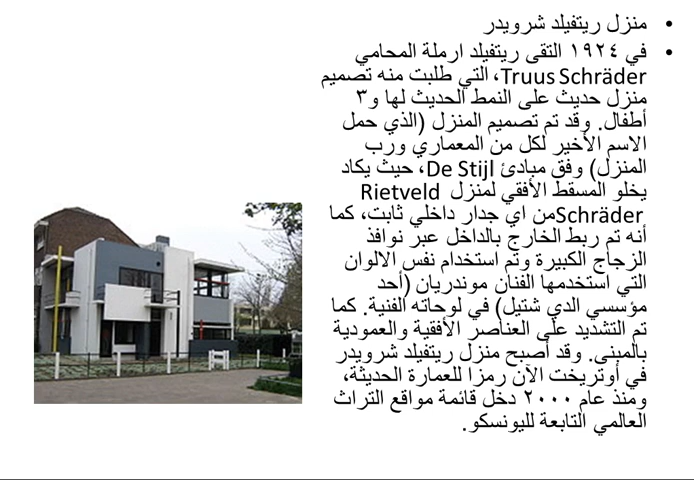 • منزل ريتفيلد شرويدر
• في ١٩٢٤ التقى ريتفيلد ارملة المحامي
Truus Schräder، التي طلبت منه تصميم
منزل حديث على النمط الحديث لها و٣
أطفال. وقد تم تصميم المنزل (الذي حمل
الاسم الأخير لكل من المعماري ورب
المنزل) وفق مبادئ De Stijl، حيث يكاد
يخلو المسقط الأفقي لمنزل Rietveld
Schräderمن اي جدار داخلي ثابت، كما
أنه تم ربط الخارج بالداخل عبر نوافذ
الزجاج الكبيرة وتم استخدام نفس الالوان
التي استخدمها الفنان موندريان (أحد
مؤسسي الدي شتيل) في لوحاته الفنية. كما
تم التشديد على العناصر الأفقية والعمودية
بالمبنى. وقد أصبح منزل ريتفيلد شرويدر
في أوتريخت الآن رمزا للعمارة الحديثة،
ومنذ عام ٢٠٠٠ دخل قائمة مواقع التراث
العالمي التابعة لليونسكو.